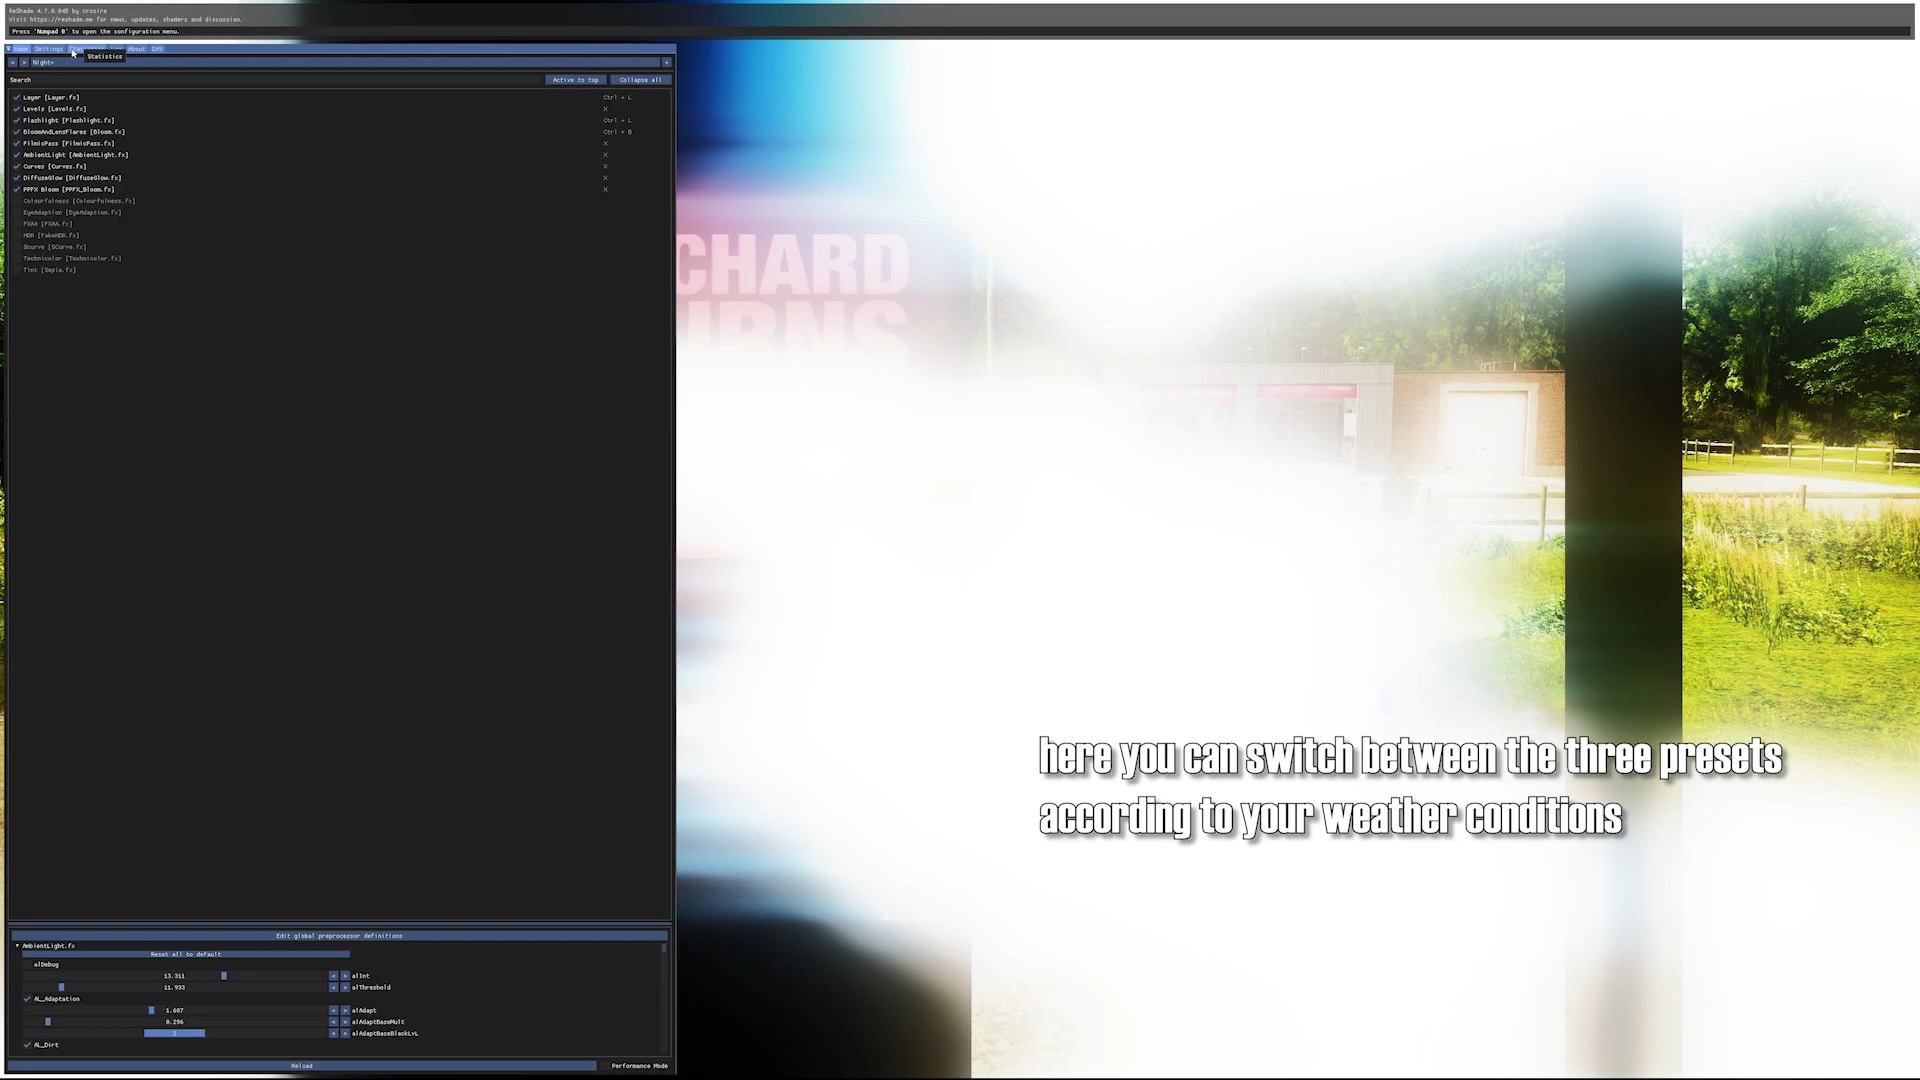 ReShade 4.7.0.845 by crosire
Visit https://reshade.me for news, updates, shaders and discussion.
Press 'Numpad 0' to open the configuration menu.
Home Settings Statistics Log About DX9
Statistics
< > Night+ +
Search Active to top Collapse all
Layer [Layer.fx] Ctrl + L
Levels [Levels.fx] X
Flashlight [Flashlight.fx] Ctrl + L
BloomAndLensFlares [Bloom.fx] Ctrl + B
FilmicPass [FilmicPass.fx] X
AmbientLight [AmbientLight.fx] X
Curves [Curves.fx] X
DiffuseGlow [DiffuseGlow.fx] X
PPFX Bloom [PPFX_Bloom.fx] X
Colourfulness [Colourfulness.fx]
EyeAdaption [EyeAdaption.fx]
FXAA [FXAA.fx]
HDR [FakeHDR.fx]
Scurve [SCurve.fx]
Technicolor [Technicolor.fx]
Tint [Sepia.fx]
CHARD
URNS
here you can switch between the three presets
according to your weather conditions
Edit global preprocessor definitions
AmbientLight.fx
Reset all to default
alDebug
13.311 < > alInt
11.933 < > alThreshold
AL_Adaptation
1.687 < > alAdapt
0.296 < > alAdaptBaseMult
2 < > alAdaptBaseBlackLvL
AL_Dirt
Reload Performance Mode